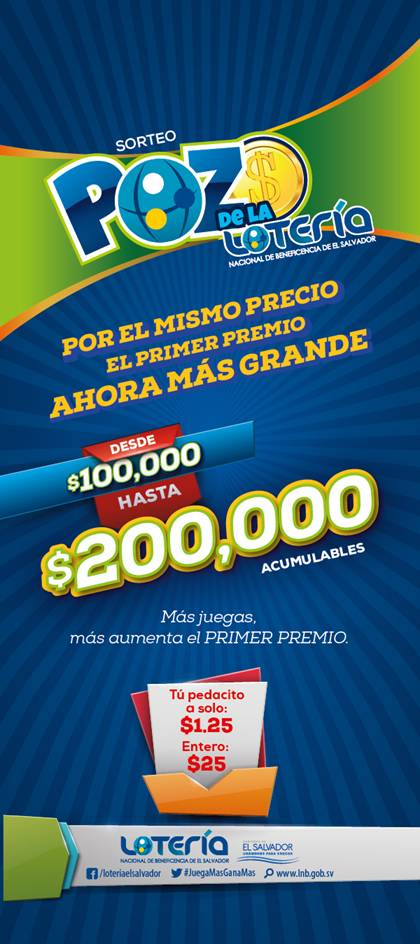 SORTEO
POZO
DE LA
LOTERÍA
NACIONAL DE BENEFICENCIA DE EL SALVADOR
POR EL MISMO PRECIO
EL PRIMER PREMIO
AHORA MÁS GRANDE
DESDE
$100,000
HASTA
$200,000
ACUMULABLES
Más juegas,
más aumenta el PRIMER PREMIO.
Tú pedacito
a solo:
$1.25
Entero:
$25
LOTERÍA
NACIONAL DE BENEFICENCIA DE EL SALVADOR
EL SALVADOR
UNÁMONOS PARA CRECER
/loteriaelsalvador #JuegaMasGanaMas www.lnb.gob.sv